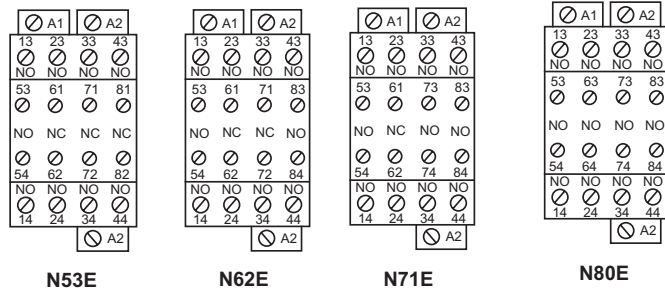 A1 A2
13 23 33 43
NO NO NO NO
53 61 71 81
NO NC NC NC
54 62 72 82
NO NO NO NO
14 24 34 44
A2
N53E
A1 A2
13 23 33 43
NO NO NO NO
53 61 71 83
NO NC NC NO
54 62 72 84
NO NO NO NO
14 24 34 44
A2
N62E
A1 A2
13 23 33 43
NO NO NO NO
53 61 73 83
NO NC NO NO
54 62 74 84
NO NO NO NO
14 24 34 44
A2
N71E
A1 A2
13 23 33 43
NO NO NO NO
53 63 73 83
NO NO NO NO
54 64 74 84
NO NO NO NO
14 24 34 44
A2
N80E